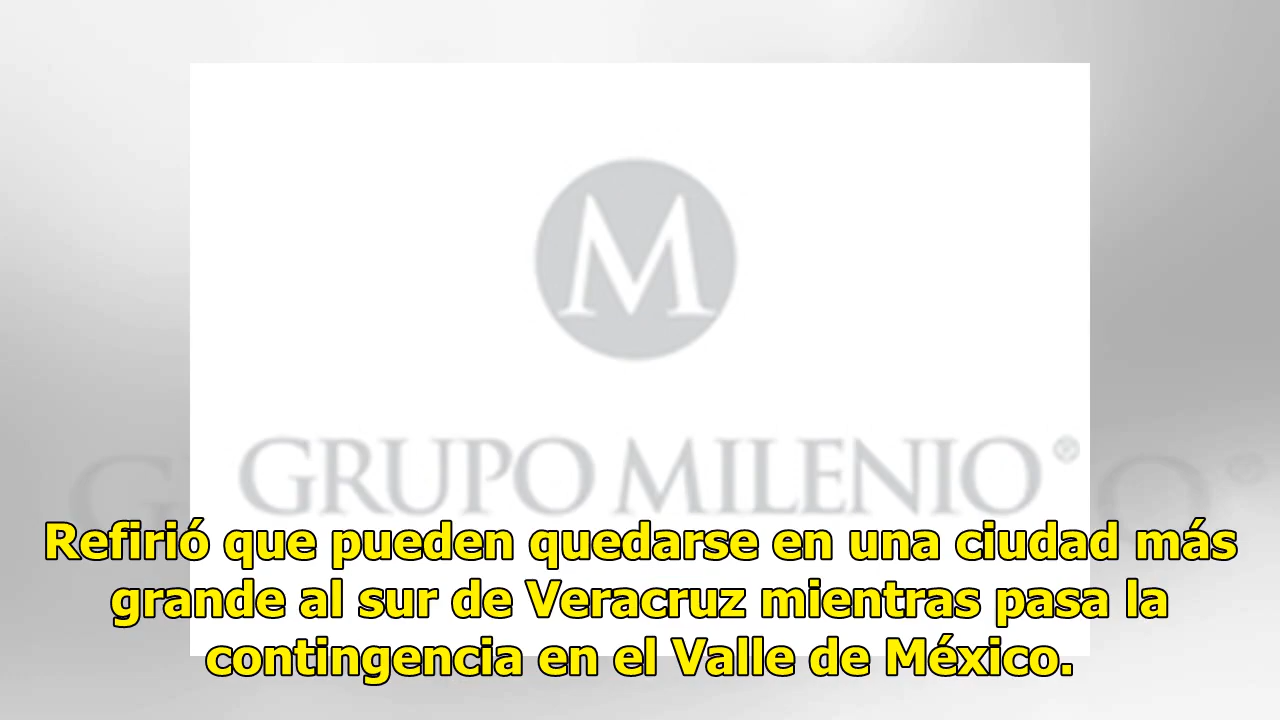 M
GRUPO MILENIO®
Refirió que pueden quedarse en una ciudad más
grande al sur de Veracruz mientras pasa la
contingencia en el Valle de México.